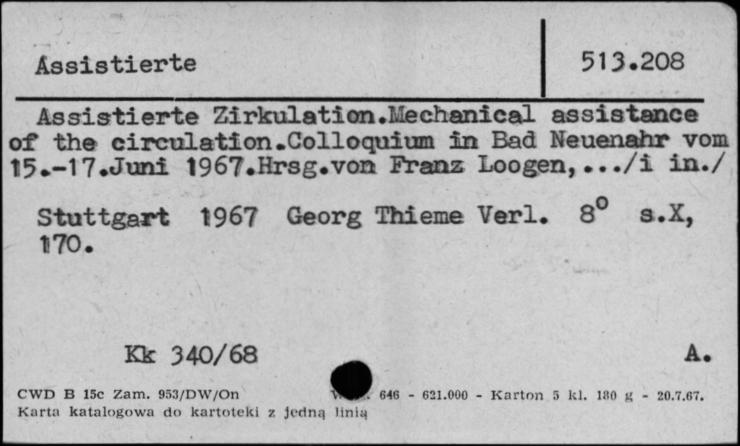 Assistierte 513.208
Assistierte Zirkulation.Mechanical assistance
of the circulation.Colloquium in Bad Neuenahr vom
15.-17.Juni 1967.Hrsg.von Franz Loogen,.../i in./
Stuttgart 1967 Georg Thieme Verl. 8° s.X,
170.
Kk 340/68 A.
CWD B 15c Zam. 953/DW/On 646 - 621.000 - Karton 5 kl. 180 g - 20.7.67.
Karta katalogowa do kartoteki z jedną linią